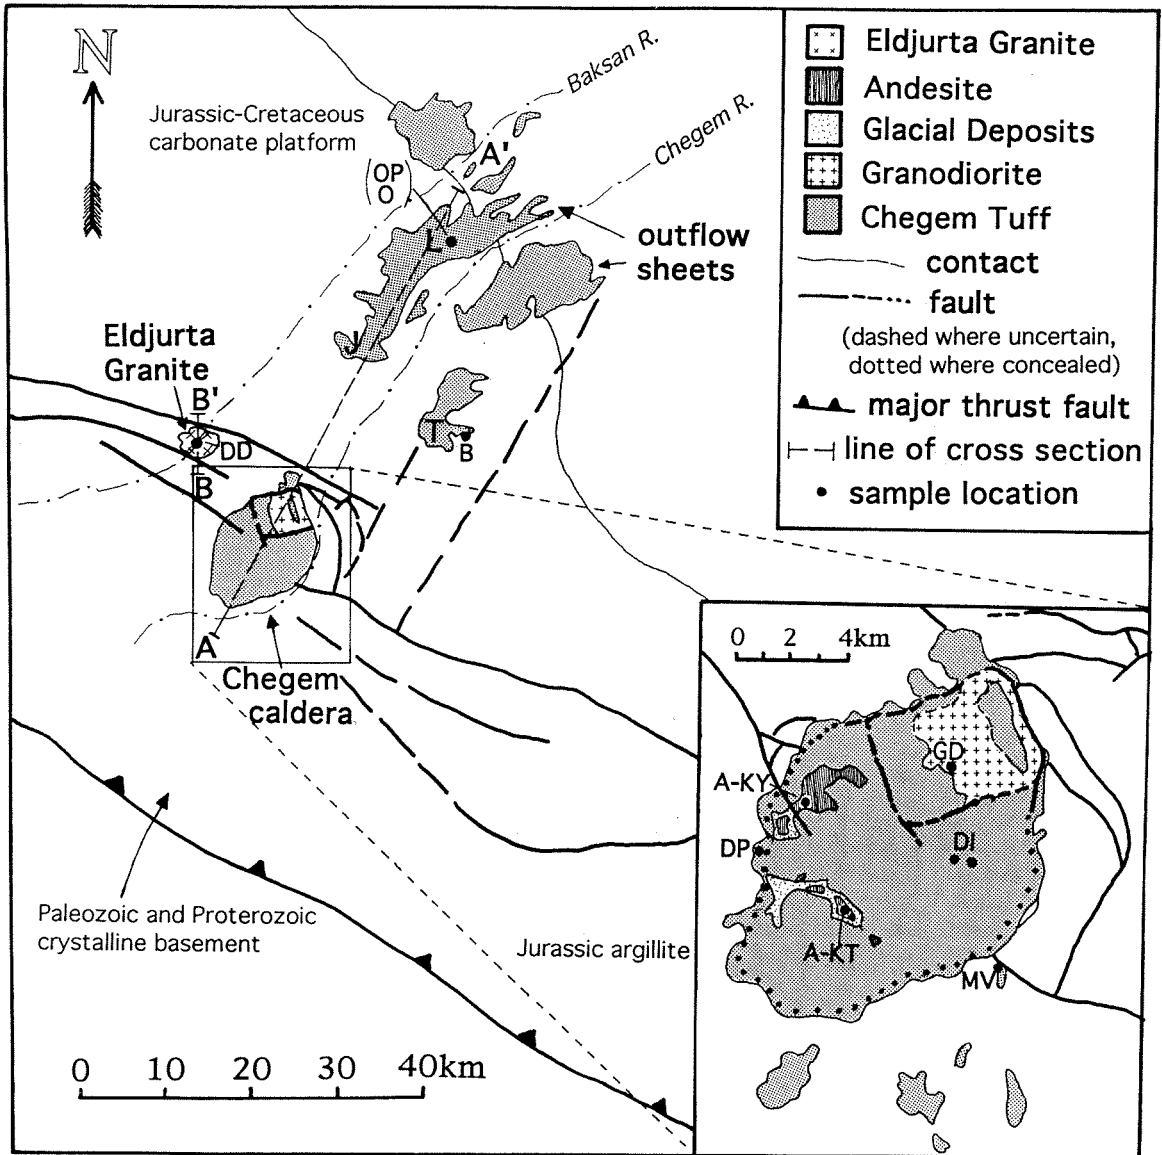 N
Jurassic-Cretaceous
carbonate platform
Baksan R.
Chegem R.
A'
OP
O
L
J
outflow
sheets
Eldjurta
Granite
B'
DD
B
T
B
A
Chegem
caldera
Paleozoic and Proterozoic
crystalline basement
Jurassic argillite
0 10 20 30 40km
Eldjurta Granite
Andesite
Glacial Deposits
Granodiorite
Chegem Tuff
contact
fault
(dashed where uncertain,
dotted where concealed)
major thrust fault
line of cross section
sample location
0 2 4km
GD
A-KY
DP
DI
A-KT
MV